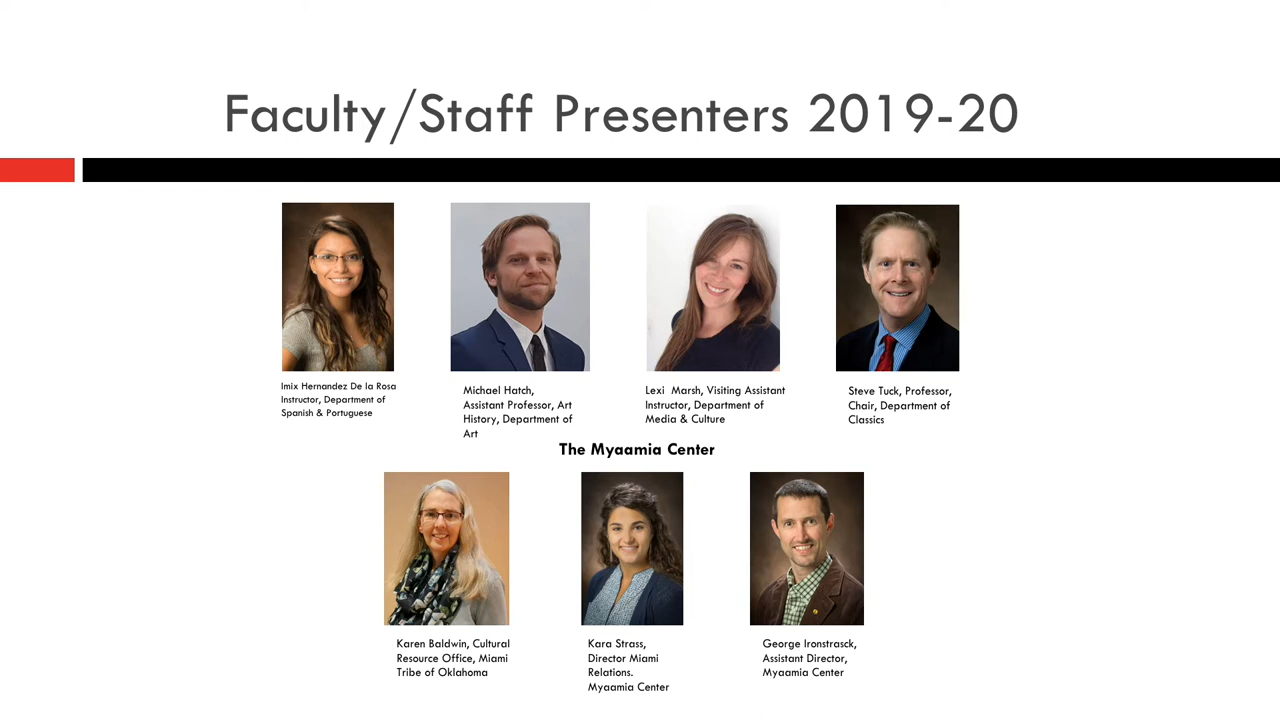 Faculty/Staff Presenters 2019-20
Imix Hernandez De la Rosa
Instructor, Department of
Spanish & Portuguese
Michael Hatch,
Assistant Professor, Art
History, Department of
Art
Lexi Marsh, Visiting Assistant
Instructor, Department of
Media & Culture
Steve Tuck, Professor,
Chair, Department of
Classics
The Myaamia Center
Karen Baldwin, Cultural
Resource Office, Miami
Tribe of Oklahoma
Kara Strass,
Director Miami
Relations.
Myaamia Center
George Ironstrasck,
Assistant Director,
Myaamia Center